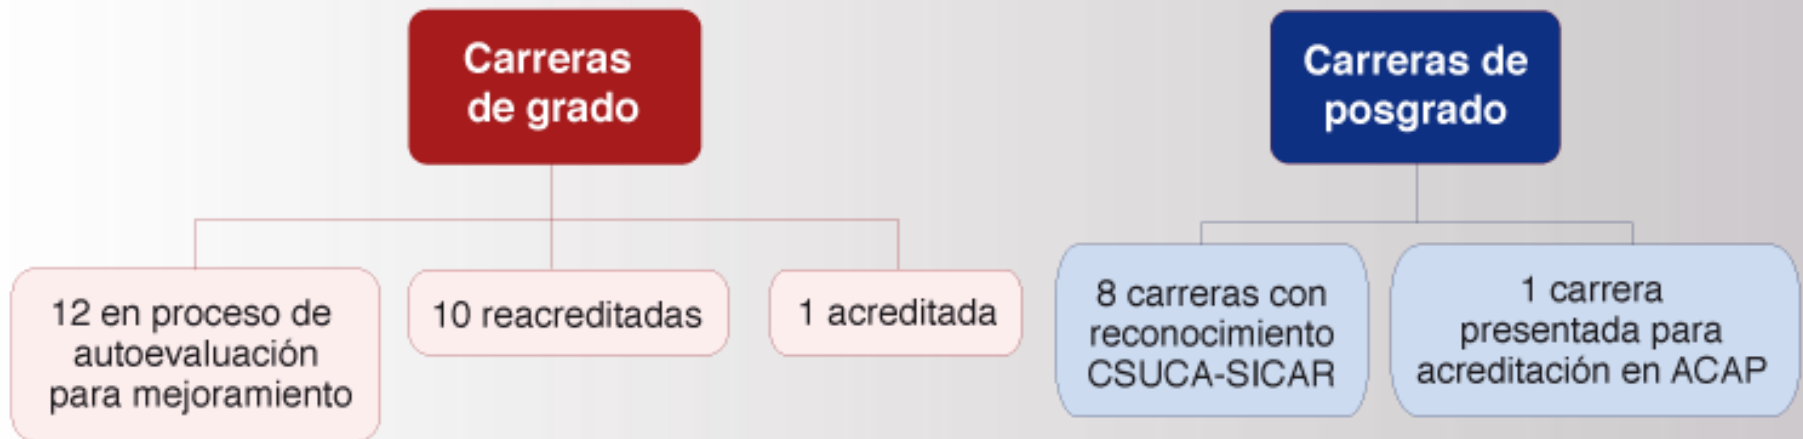 Carreras
de grado
Carreras de
posgrado
12 en proceso de
autoevaluación
para mejoramiento
10 reacreditadas
1 acreditada
8 carreras con
reconocimiento
CSUCA-SICAR
1 carrera
presentada para
acreditación en ACAP